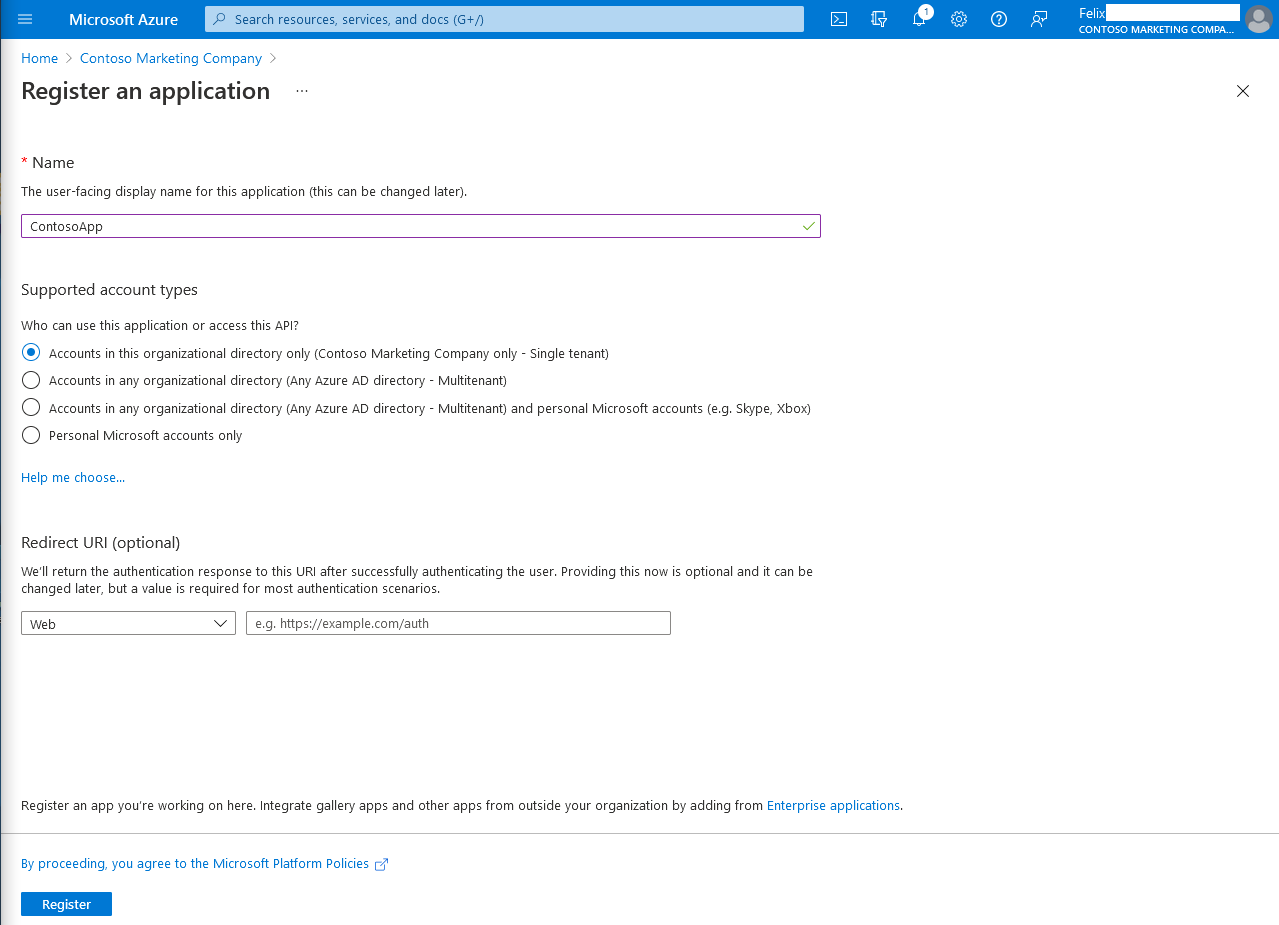 Microsoft Azure
Search resources, services, and docs (G+/)
1
Felix
CONTOSO MARKETING COMPA...
Home > Contoso Marketing Company >
Register an application ...
* Name
The user-facing display name for this application (this can be changed later).
ContosoApp
Supported account types
Who can use this application or access this API?
Accounts in this organizational directory only (Contoso Marketing Company only - Single tenant)
Accounts in any organizational directory (Any Azure AD directory - Multitenant)
Accounts in any organizational directory (Any Azure AD directory - Multitenant) and personal Microsoft accounts (e.g. Skype, Xbox)
Personal Microsoft accounts only
Help me choose...
Redirect URI (optional)
We'll return the authentication response to this URI after successfully authenticating the user. Providing this now is optional and it can be
changed later, but a value is required for most authentication scenarios.
Web
e.g. https://example.com/auth
Register an app you're working on here. Integrate gallery apps and other apps from outside your organization by adding from Enterprise applications.
By proceeding, you agree to the Microsoft Platform Policies
Register